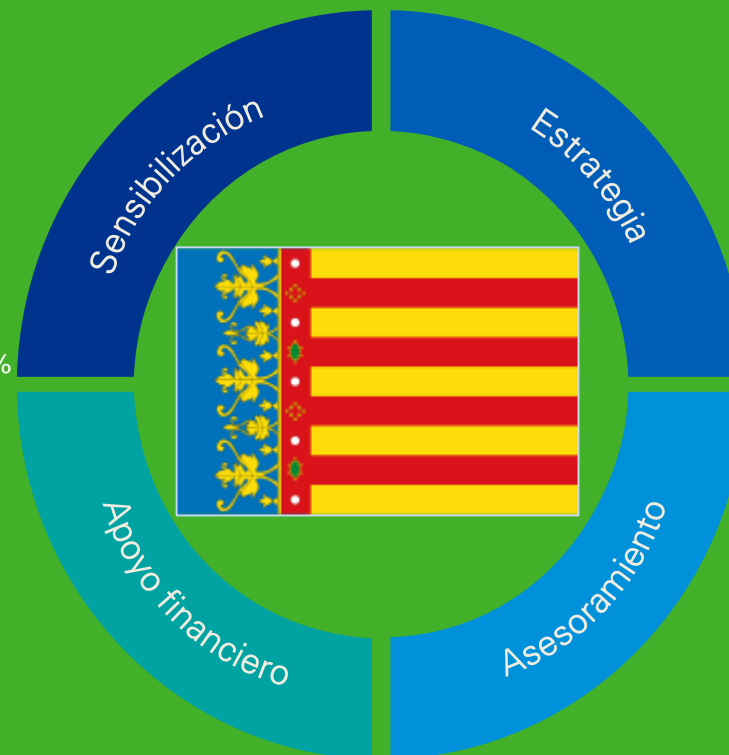 Sensibilización
Estrategia
%
Apoyo financiero
Asesoramiento